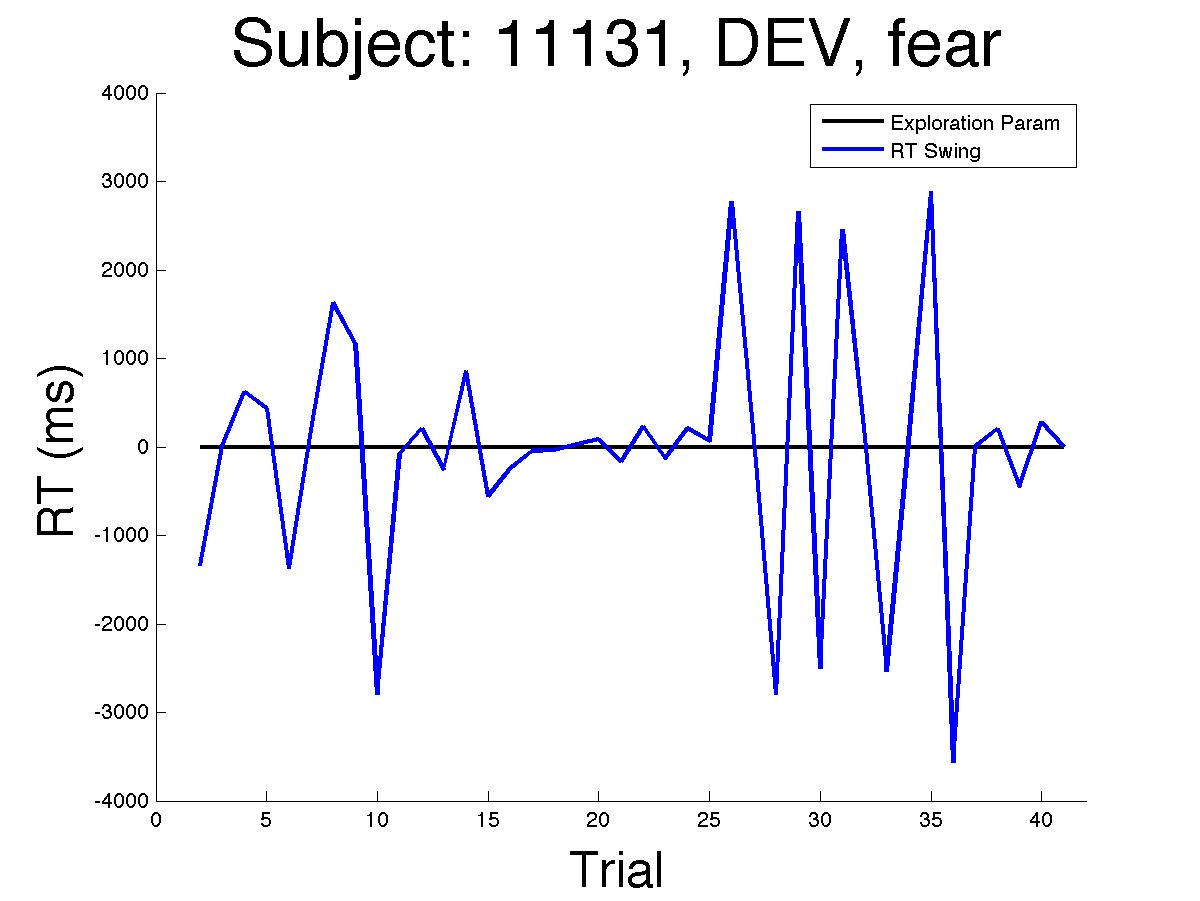 Subject: 11131, DEV, fear
4000
3000
2000
1000
0
-1000
-2000
-3000
-4000
RT (ms)
Exploration Param
RT Swing
0 5 10 15 20 25 30 35 40
Trial